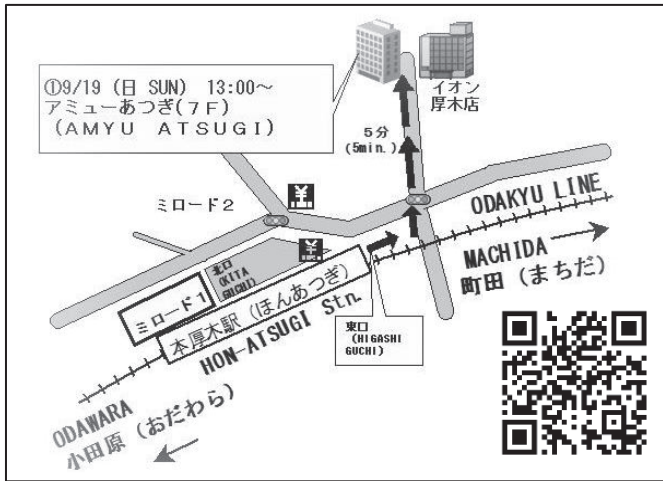 ①9/19 (日 SUN) 13:00～
アミューあつぎ(7F)
(AMYU ATSUGI)
イオン
厚木店
5分
(5min.)
ミロード2
¥
ODAKYU LINE
¥
北口
(KITA
GUCHI)
MACHIDA
町田 (まちだ)
ミロード1
本厚木駅 (ほんあつぎ)
HON-ATSUGI Stn.
東口
(HIGASHI
GUCHI)
ODAWARA
小田原 (おだわら)